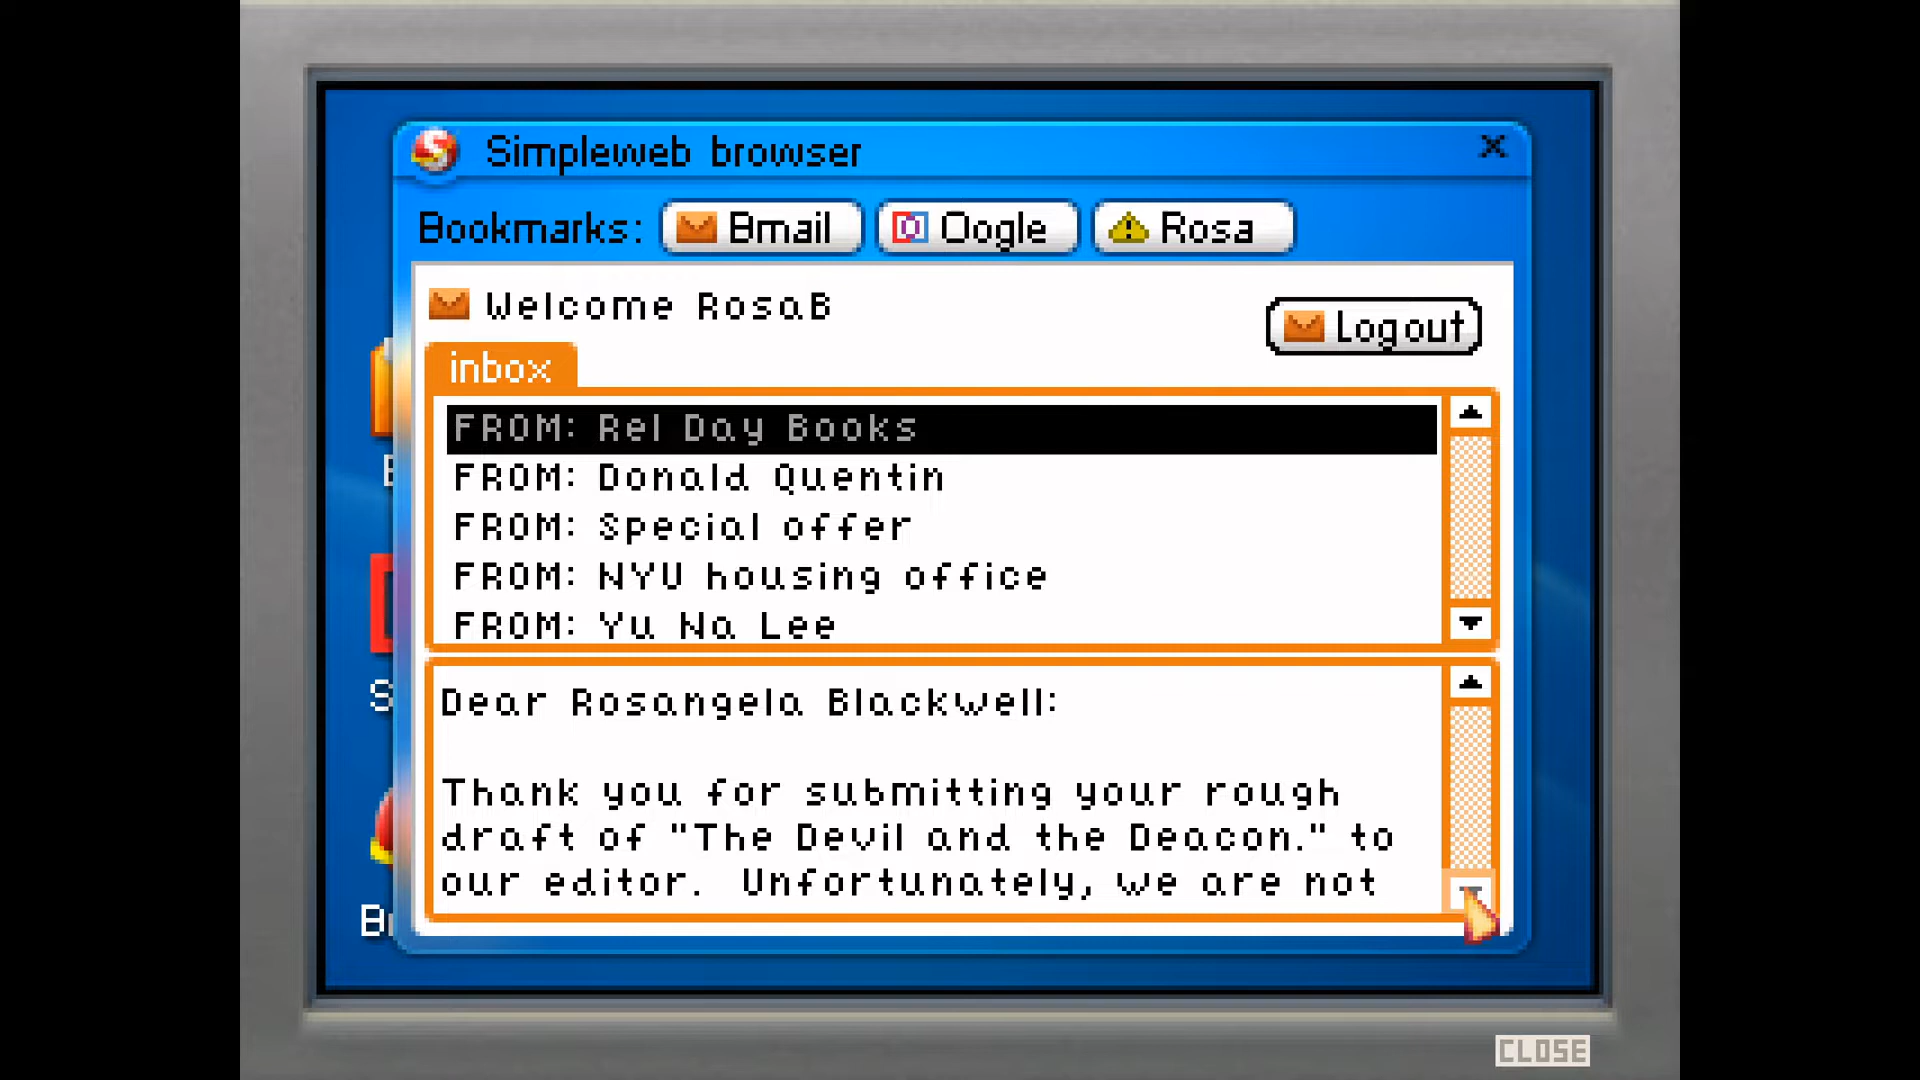 Simpleweb browser
Bookmarks: Bmail Oogle Rosa
Welcome RosaB
Logout
inbox
FROM: Rel Day Books
FROM: Donald Quentin
FROM: Special offer
FROM: NYU housing office
FROM: Yu Na Lee
Dear Rosangela Blackwell:
Thank you for submitting your rough
draft of "The Devil and the Deacon." to
our editor. Unfortunately, we are not
CLOSE